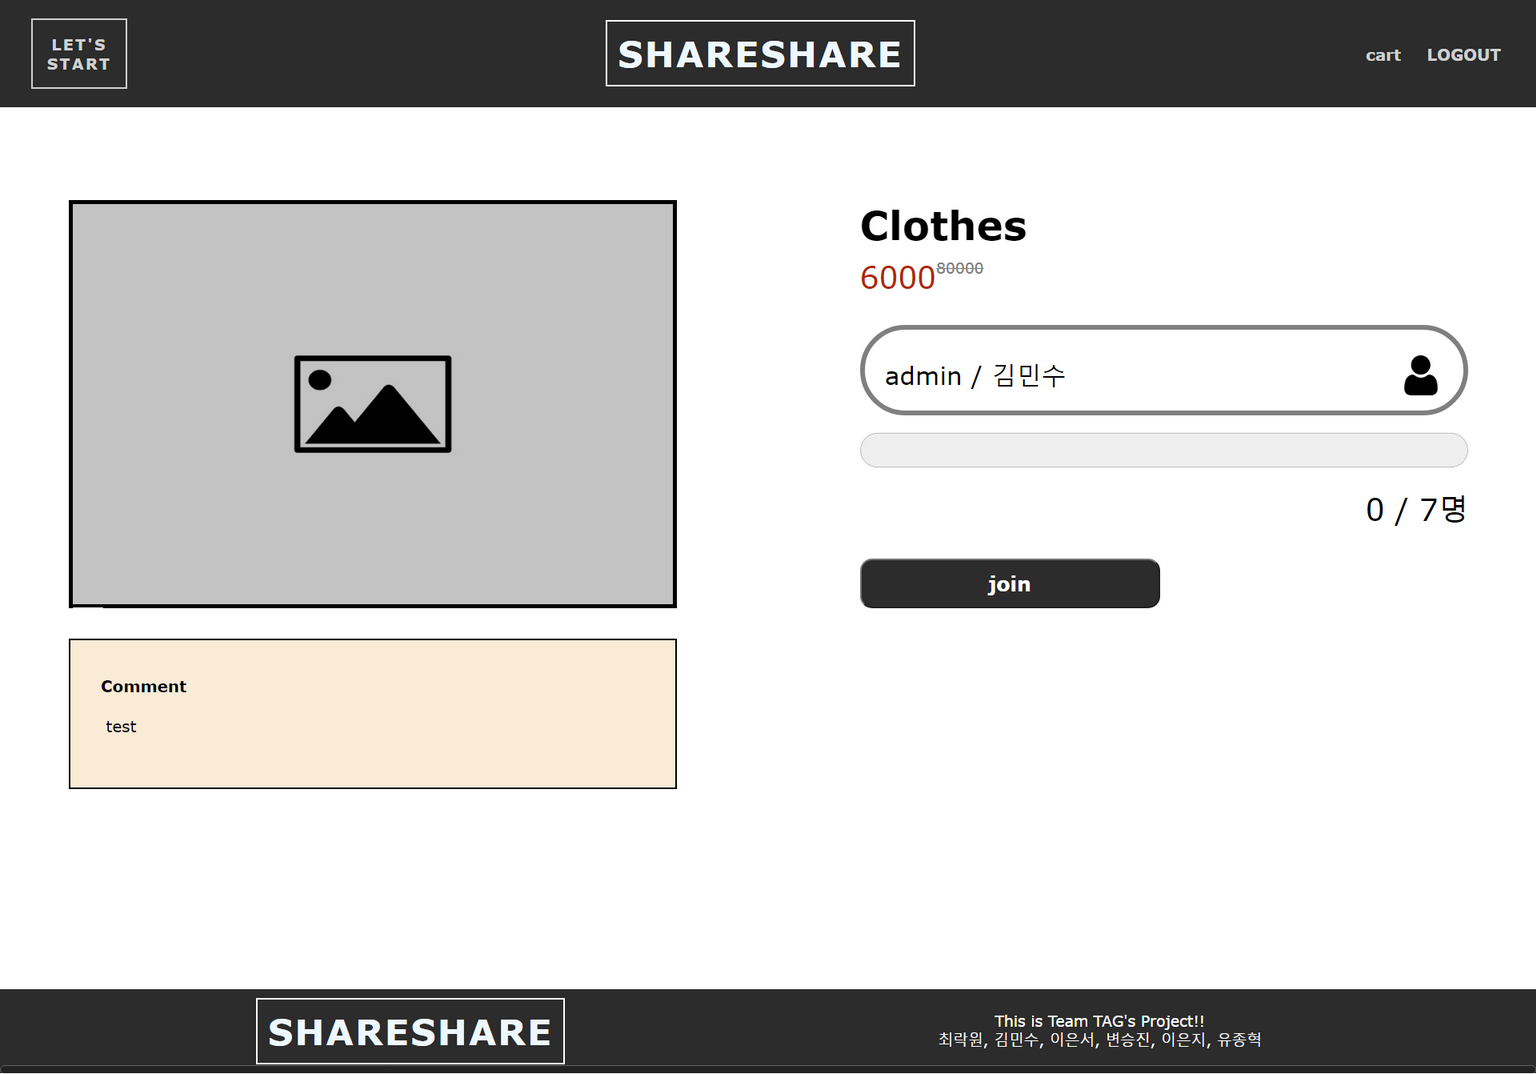 LET'S
START
SHARESHARE
cart LOGOUT
Clothes
6000 80000
admin / 김민수
0 / 7명
join
Comment
test
SHARESHARE
This is Team TAG's Project!!
최락원, 김민수, 이은서, 변승진, 이은지, 유종혁